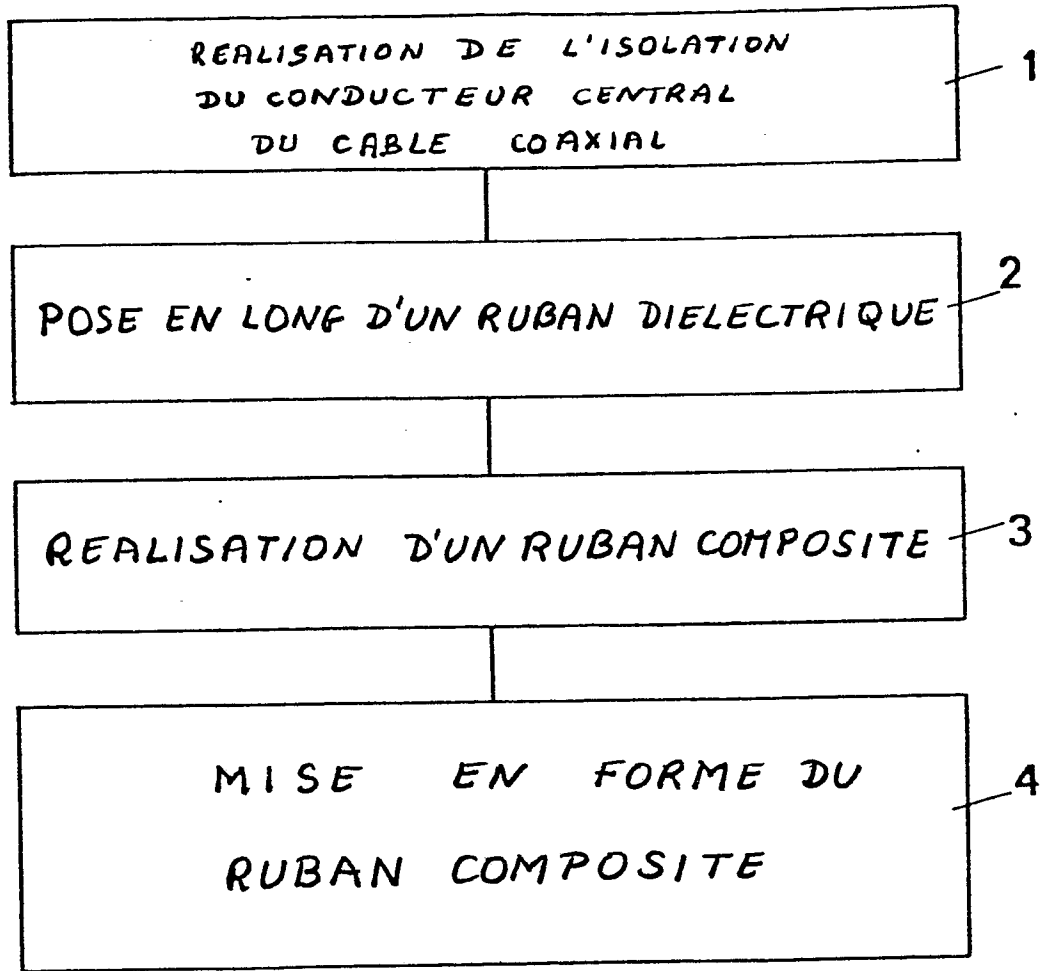 REALISATION DE L'ISOLATION
DU CONDUCTEUR CENTRAL
DU CABLE COAXIAL
1
POSE EN LONG D'UN RUBAN DIELECTRIQUE
2
REALISATION D'UN RUBAN COMPOSITE
3
MISE EN FORME DU
RUBAN COMPOSITE
4